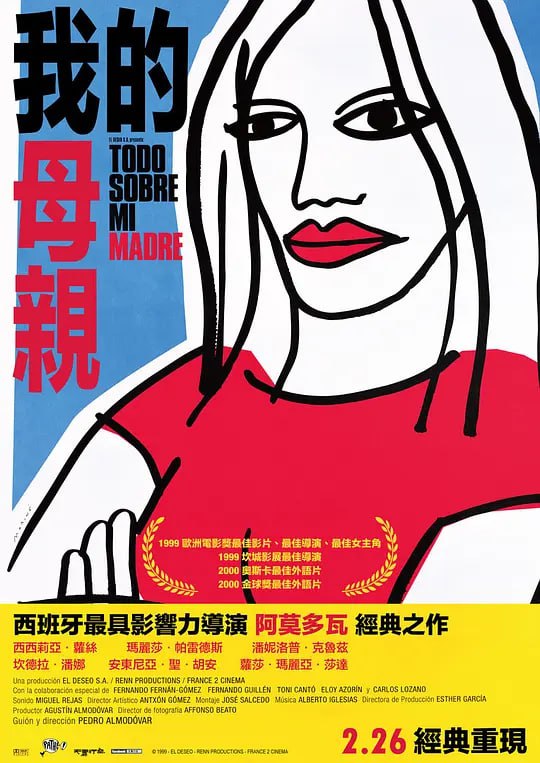 我的
母親
EL DESEO S.A. presenta
TODO
SOBRE
MI
MADRE
1999 歐洲電影獎最佳影片、最佳導演、最佳女主角
1999 坎城影展最佳導演
2000 奧斯卡最佳外語片
2000 金球獎最佳外語片
西班牙最具影響力導演 阿莫多瓦 經典之作
西西莉亞·蘿絲 瑪麗莎·帕雷德斯 潘妮洛普·克魯茲
坎德拉·潘娜 安東尼亞·聖·胡安 蘿莎·瑪麗亞·莎達
Una producción EL DESEO S.A. / RENN PRODUCTIONS / FRANCE 2 CINEMA
Con la colaboración especial de FERNANDO FERNÁN-GÓMEZ FERNANDO GUILLÉN TONI CANTÓ ELOY AZORÍN y CARLOS LOZANO
Sonido MIGUEL REJAS Director Artístico ANTXÓN GÓMEZ Montaje JOSÉ SALCEDO Música ALBERTO IGLESIAS Directora de Producción ESTHER GARCÍA
Productor AGUSTÍN ALMODÓVAR Director de fotografía AFFONSO BEATO
Guión y dirección PEDRO ALMODÓVAR
2.26 經典重現
© 1999 - EL DESEO - RENN PRODUCTIONS - FRANCE 2 CINEMA